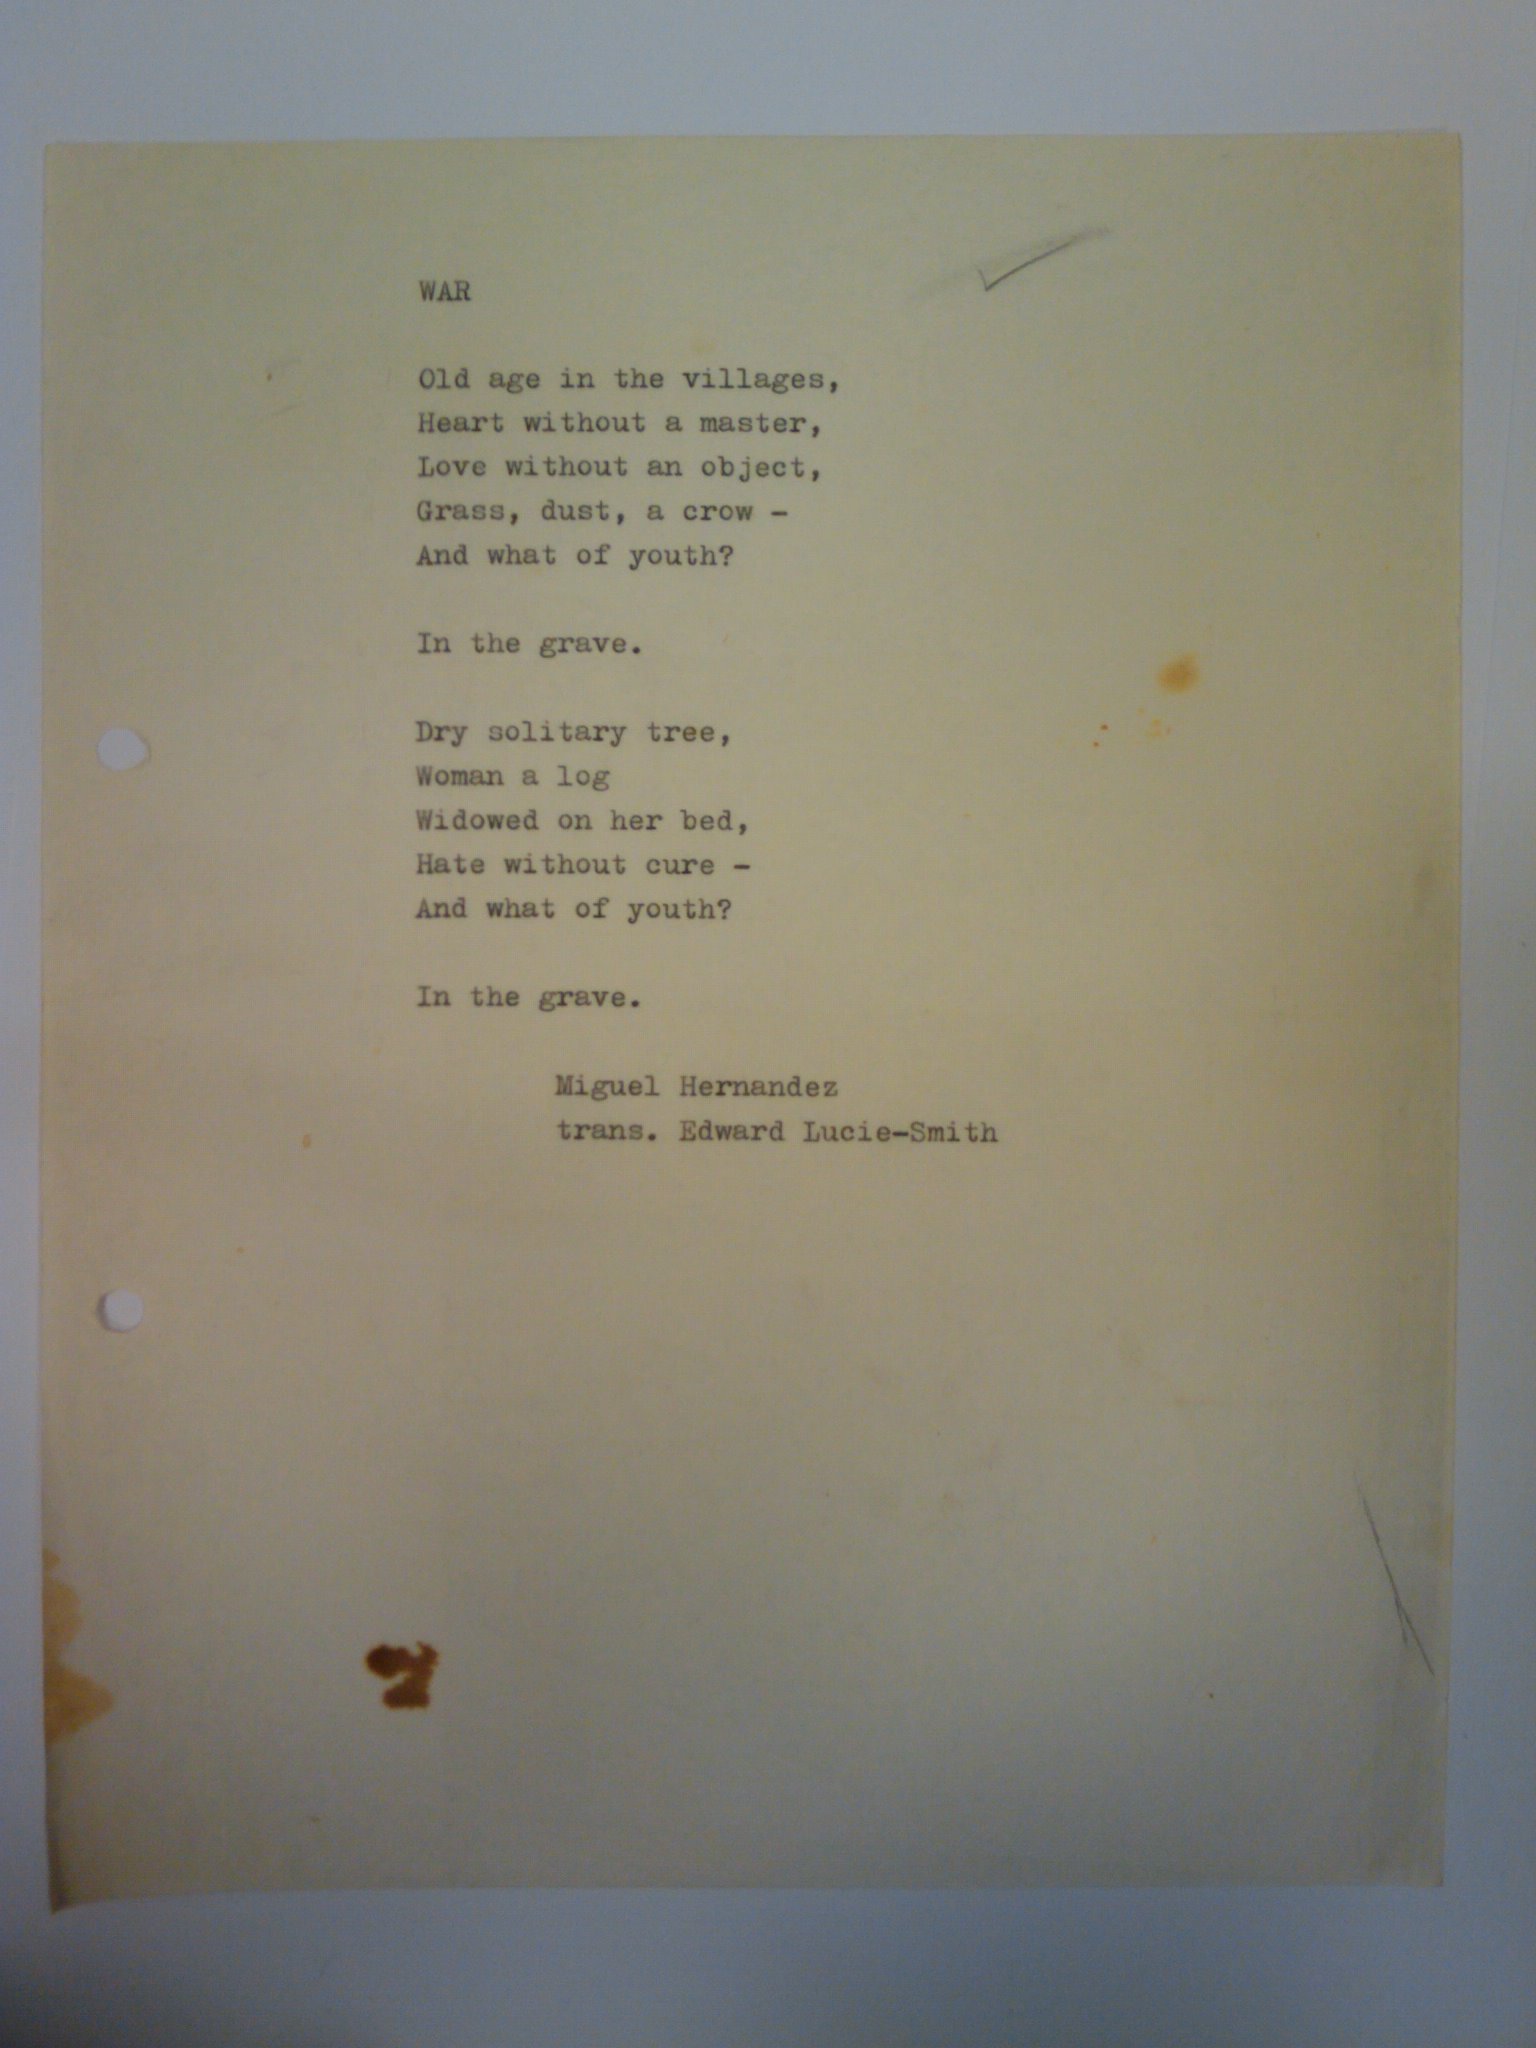 WAR
Old age in the villages,
Heart without a master,
Love without an object,
Grass, dust, a crow -
And what of youth?
In the grave.
Dry solitary tree,
Woman a log
Widowed on her bed,
Hate without cure -
And what of youth?
In the grave.
Miguel Hernandez
trans. Edward Lucie-Smith